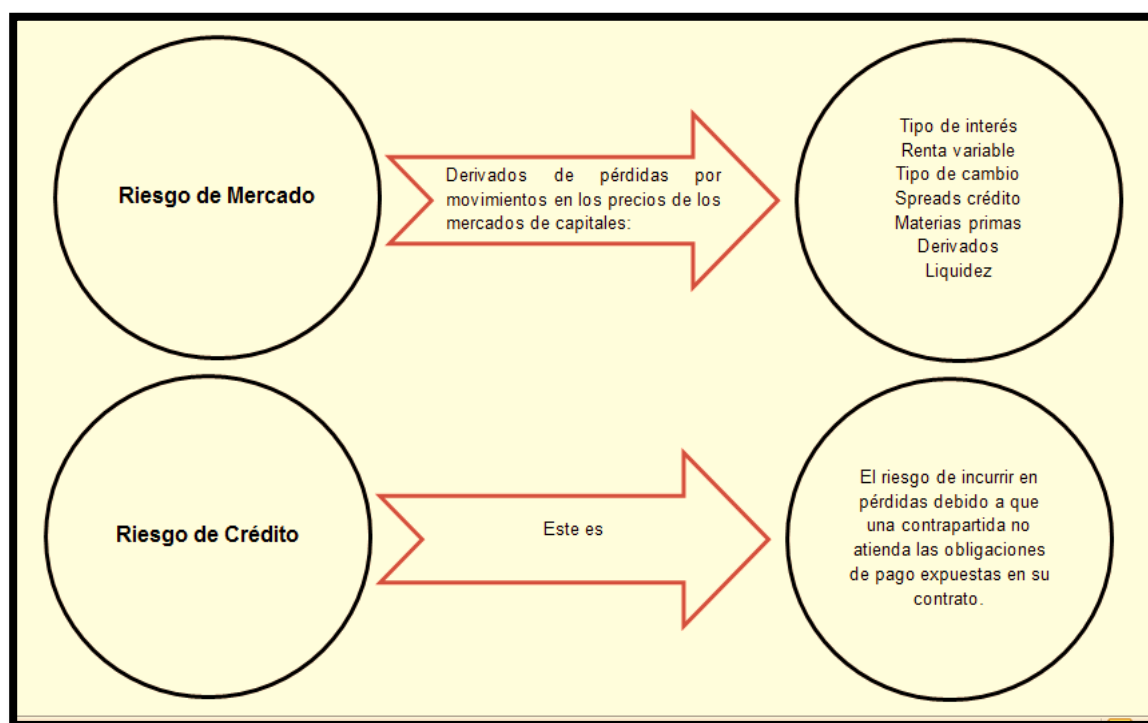 Riesgo de Mercado
Derivados de pérdidas por
movimientos en los precios de los
mercados de capitales:
Tipo de interés
Renta variable
Tipo de cambio
Spreads crédito
Materias primas
Derivados
Liquidez
Riesgo de Crédito
Este es
El riesgo de incurrir en
pérdidas debido a que
una contrapartida no
atienda las obligaciones
de pago expuestas en su
contrato.